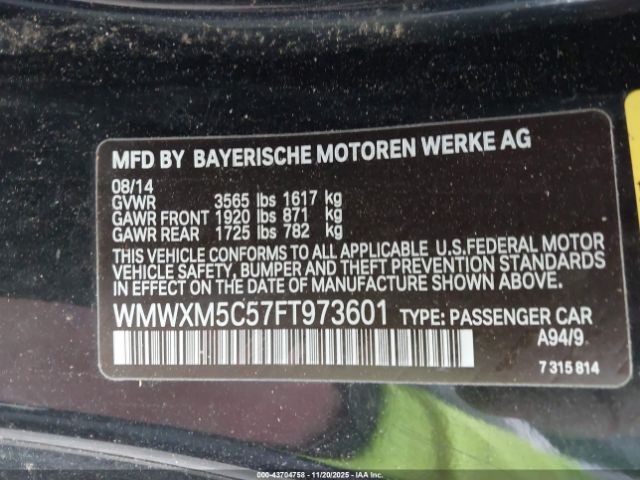 MFD BY BAYERISCHE MOTOREN WERKE AG
08/14
GVWR 3565 lbs 1617 kg
GAWR FRONT 1920 lbs 871 kg
GAWR REAR 1725 lbs 782 kg
THIS VEHICLE CONFORMS TO ALL APPLICABLE U.S.FEDERAL MOTOR
VEHICLE SAFETY, BUMPER AND THEFT PREVENTION STANDARDS
IN EFFECT ON THE DATE OF MANUFACTURE SHOWN ABOVE.
WMWXM5C57FT973601 TYPE: PASSENGER CAR
A94/9
7 315 814
000-43704758 - 11/20/2025 - IAAI.COM